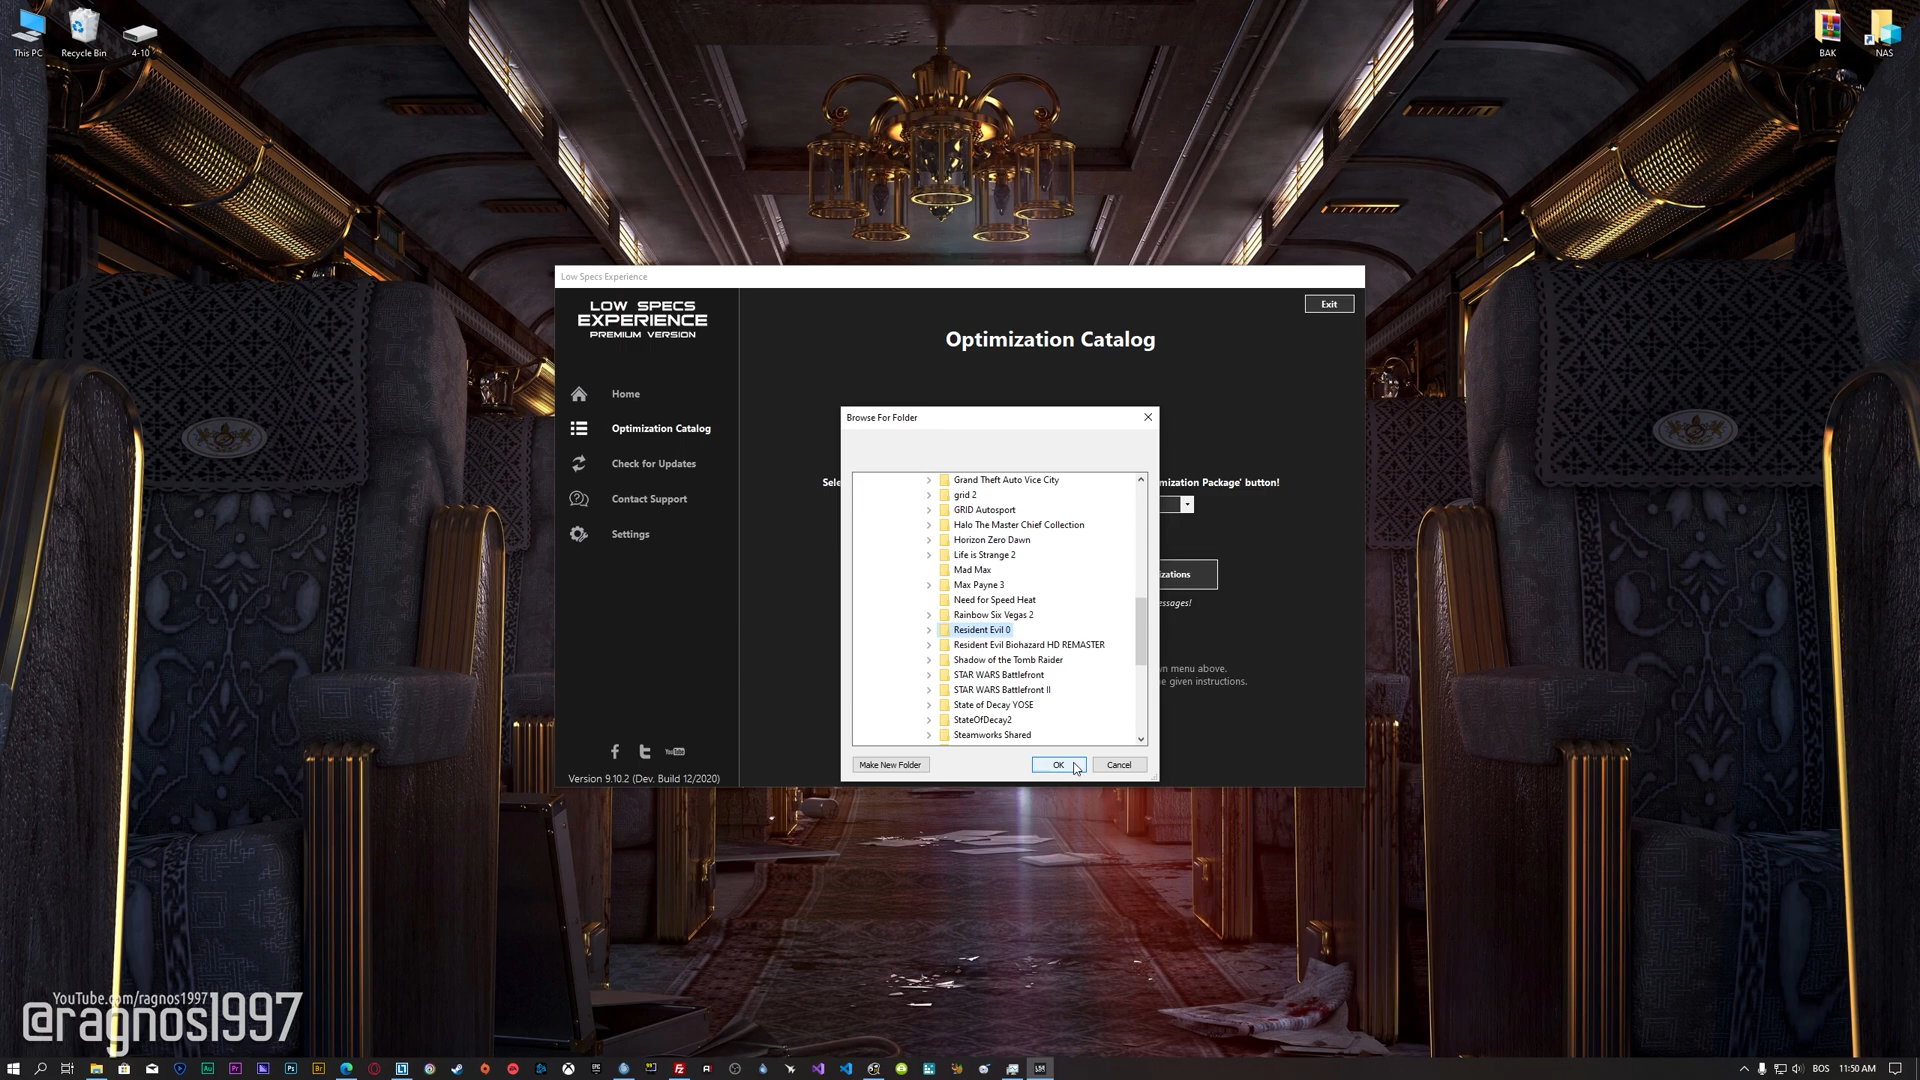 This PC
Recycle Bin
4-10
BAK
NAS
Low Specs Experience
LOW SPECS
EXPERIENCE
PREMIUM VERSION
Exit
Optimization Catalog
Home
Optimization Catalog
Check for Updates
Contact Support
Settings
Browse For Folder
Sele
mization Package' button!
Grand Theft Auto Vice City
grid 2
GRID Autosport
Halo The Master Chief Collection
Horizon Zero Dawn
Life is Strange 2
Mad Max
Max Payne 3
Need for Speed Heat
Rainbow Six Vegas 2
Resident Evil 0
Resident Evil Biohazard HD REMASTER
Shadow of the Tomb Raider
STAR WARS Battlefront
STAR WARS Battlefront II
State of Decay YOSE
StateOfDecay2
Steamworks Shared
zations
essages!
wn menu above.
e given instructions.
Make New Folder
OK
Cancel
You Tube
Version 9.10.2 (Dev. Build 12/2020)
YouTube.com/ragnos1997
@ragnos1997
BOS
11:50 AM